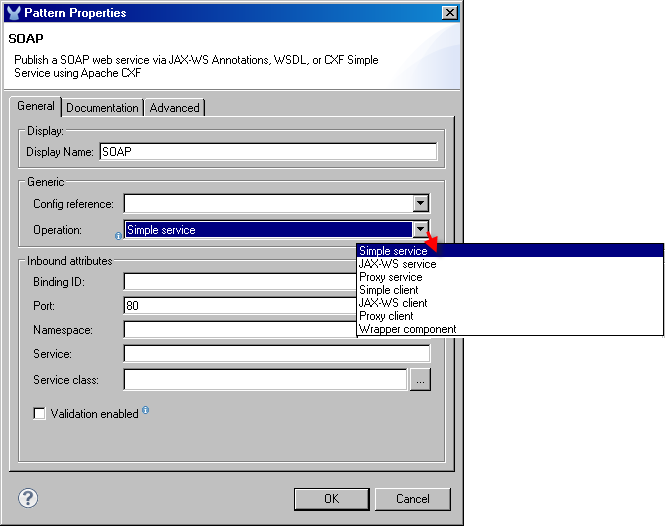 Pattern Properties
SOAP
Publish a SOAP web service via JAX-WS Annotations, WSDL, or CXF Simple
Service using Apache CXF
General Documentation Advanced
Display:
Display Name: SOAP
Generic
Config reference:
Operation: Simple service
Simple service
JAX-WS service
Proxy service
Simple client
JAX-WS client
Proxy client
Wrapper component
Inbound attributes
Binding ID:
Port: 80
Namespace:
Service:
Service class: ...
Validation enabled
OK Cancel